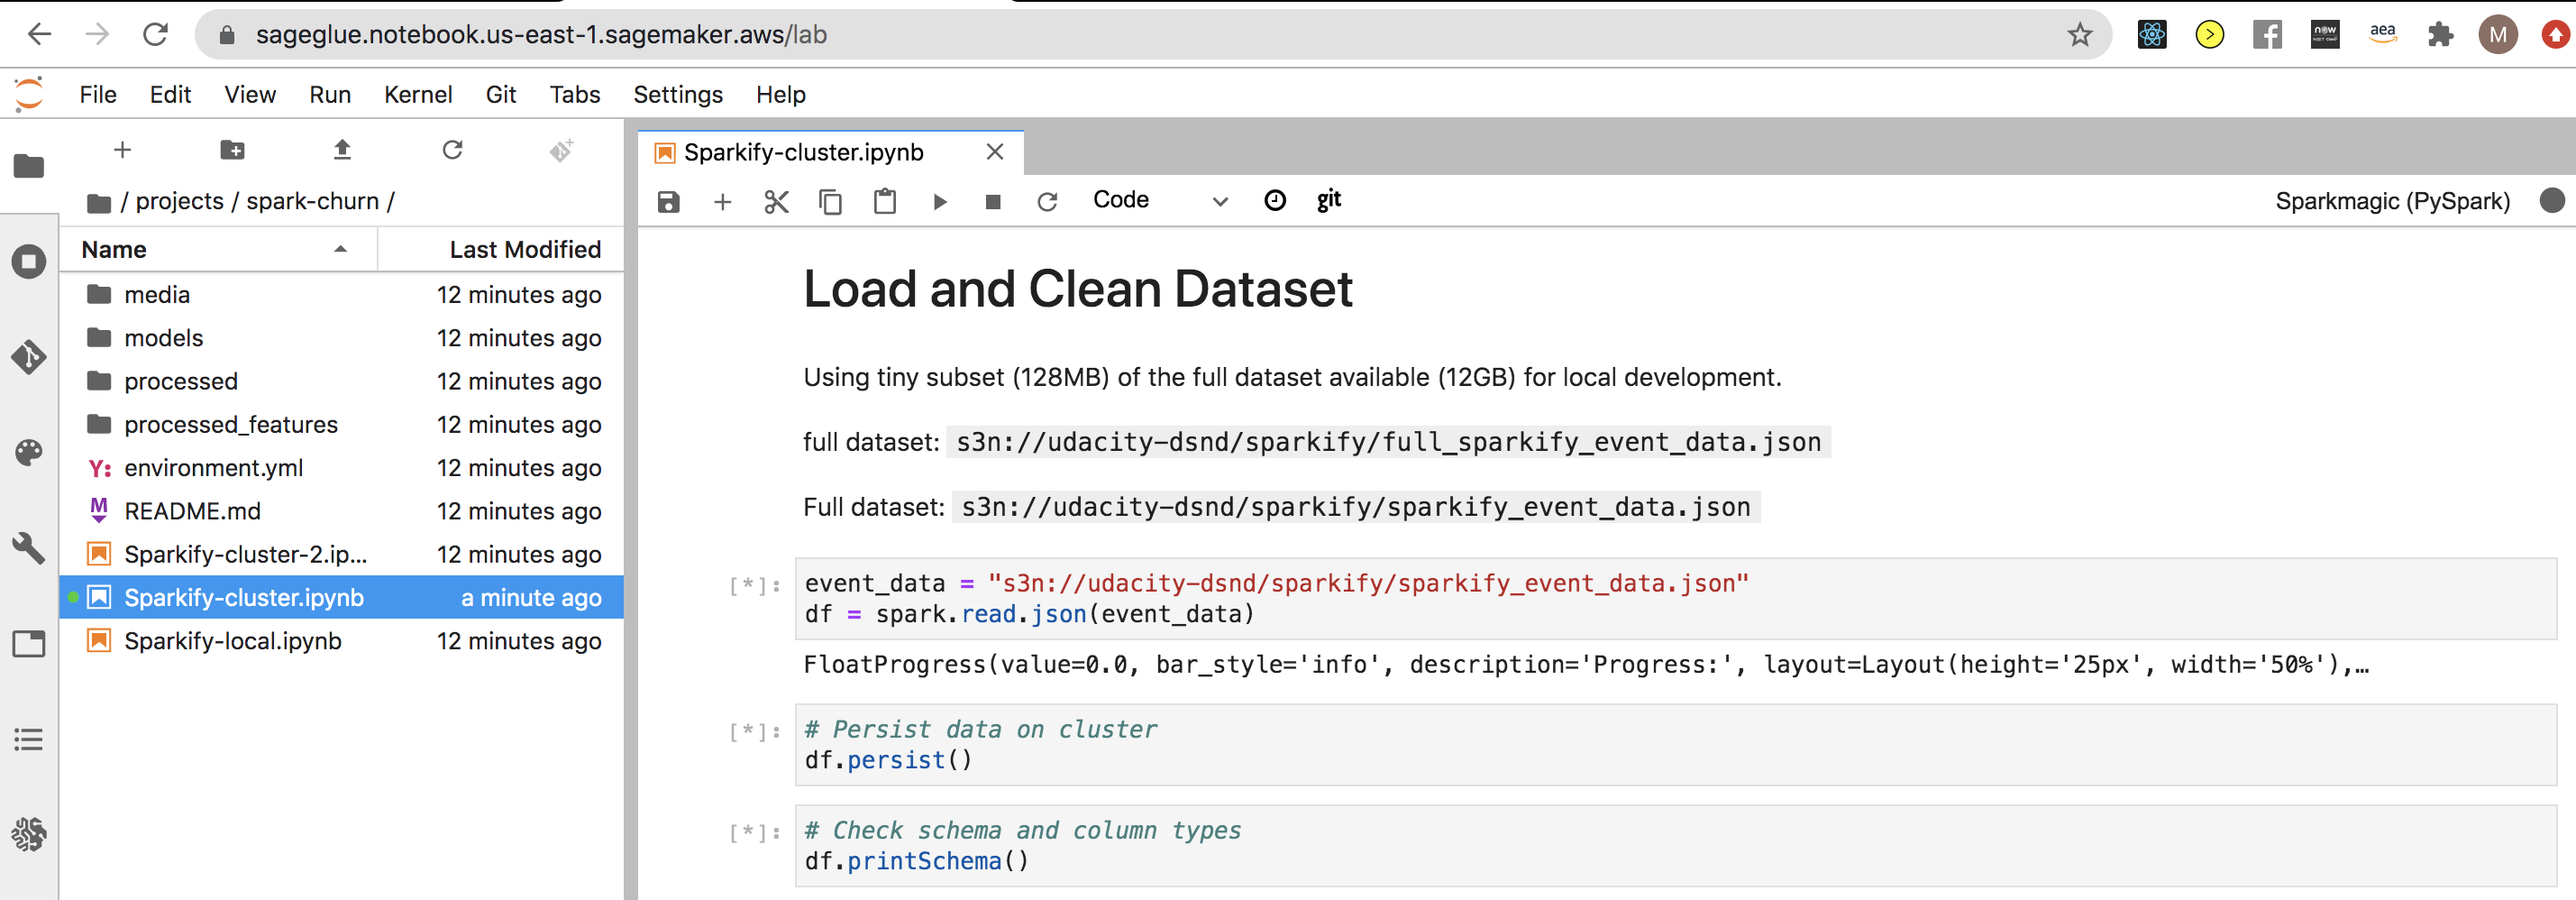 sageglue.notebook.us-east-1.sagemaker.aws/lab
now
aea
M
File Edit View Run Kernel Git Tabs Settings Help
Sparkify-cluster.ipynb
/ projects / spark-churn /
Code
git
Sparkmagic (PySpark)
Name Last Modified
media 12 minutes ago
models 12 minutes ago
processed 12 minutes ago
processed_features 12 minutes ago
Y: environment.yml 12 minutes ago
M README.md 12 minutes ago
Sparkify-cluster-2.ip... 12 minutes ago
Sparkify-cluster.ipynb a minute ago
Sparkify-local.ipynb 12 minutes ago
Load and Clean Dataset
Using tiny subset (128MB) of the full dataset available (12GB) for local development.
full dataset: s3n://udacity-dsnd/sparkify/full_sparkify_event_data.json
Full dataset: s3n://udacity-dsnd/sparkify/sparkify_event_data.json
[*]: event_data = "s3n://udacity-dsnd/sparkify/sparkify_event_data.json"
df = spark.read.json(event_data)
FloatProgress(value=0.0, bar_style='info', description='Progress:', layout=Layout(height='25px', width='50%'),…
[*]: # Persist data on cluster
df.persist()
[*]: # Check schema and column types
df.printSchema()